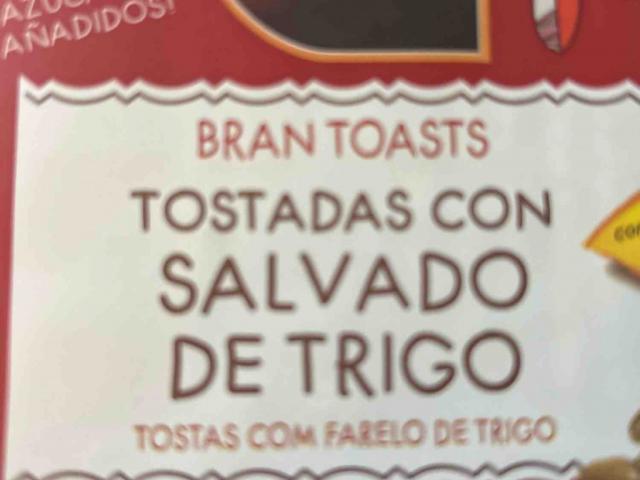 AÑADIDOS!
BRAN TOASTS
TOSTADAS CON
SALVADO
DE TRIGO
TOSTAS COM FARELO DE TRIGO